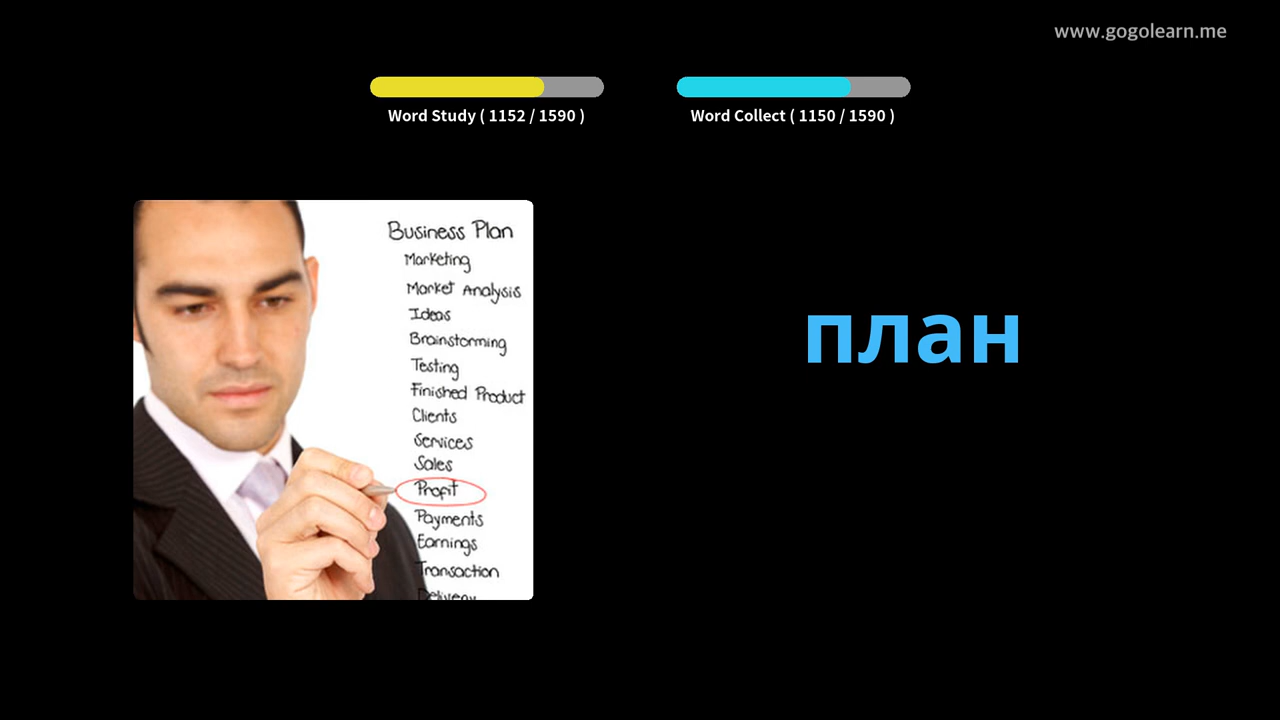 www.gogolearn.me
Word Study ( 1152 / 1590 )
Word Collect ( 1150 / 1590 )
Business Plan
Marketing
Market Analysis
Ideas
Brainstorming
Testing
Finished Product
Clients
Services
Sales
Profit
Payments
Earnings
Transaction
Delivery
план